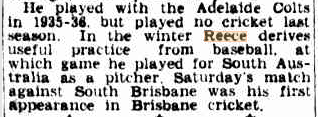 He played with the Adelaide Colts
in 1935-36, but played no cricket last
season. In the winter Reece derives
useful practice from baseball, at
which game he played for South Aus-
tralia as a pitcher. Saturday's match
against South Brisbane was his first
appearance in Brisbane cricket.